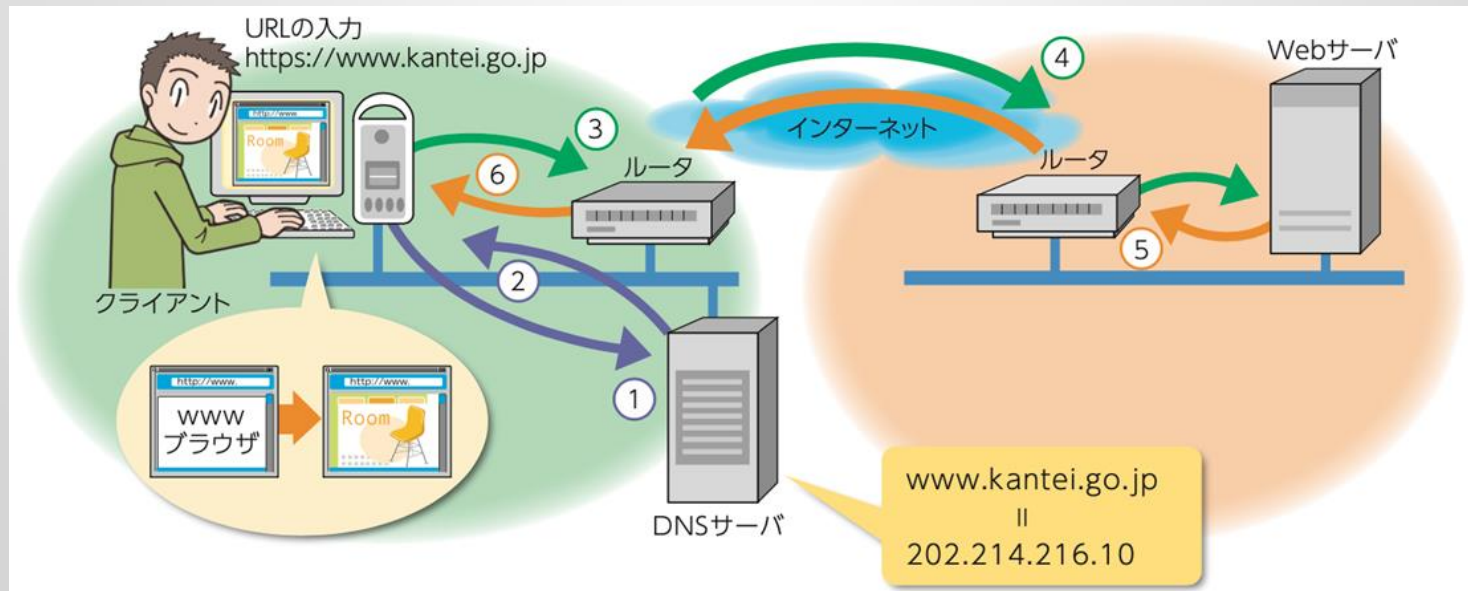 URLの入力
https://www.kantei.go.jp
http://www.
Room
クライアント
③
⑥
ルータ
②
①
④
インターネット
Webサーバ
ルータ
⑤
http://www.
www
ブラウザ
http://www.
Room
DNSサーバ
www.kantei.go.jp
=
202.214.216.10